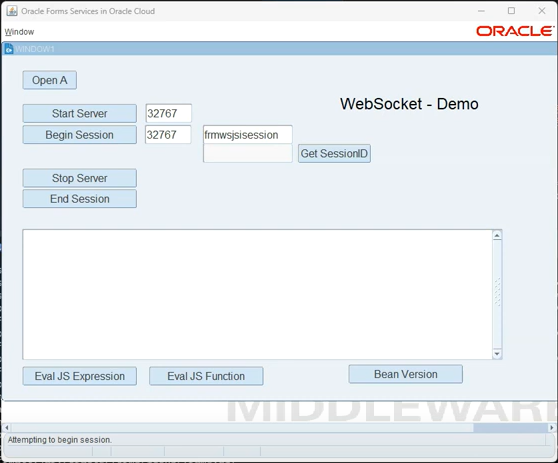 Oracle Forms Services in Oracle Cloud
Window
ORACLE
WINDOW1
Open A
WebSocket - Demo
Start Server 32767
Begin Session 32767 frmwsjsisession
Get SessionID
Stop Server
End Session
Eval JS Expression Eval JS Function Bean Version
MIDDLEWARE
Attempting to begin session.